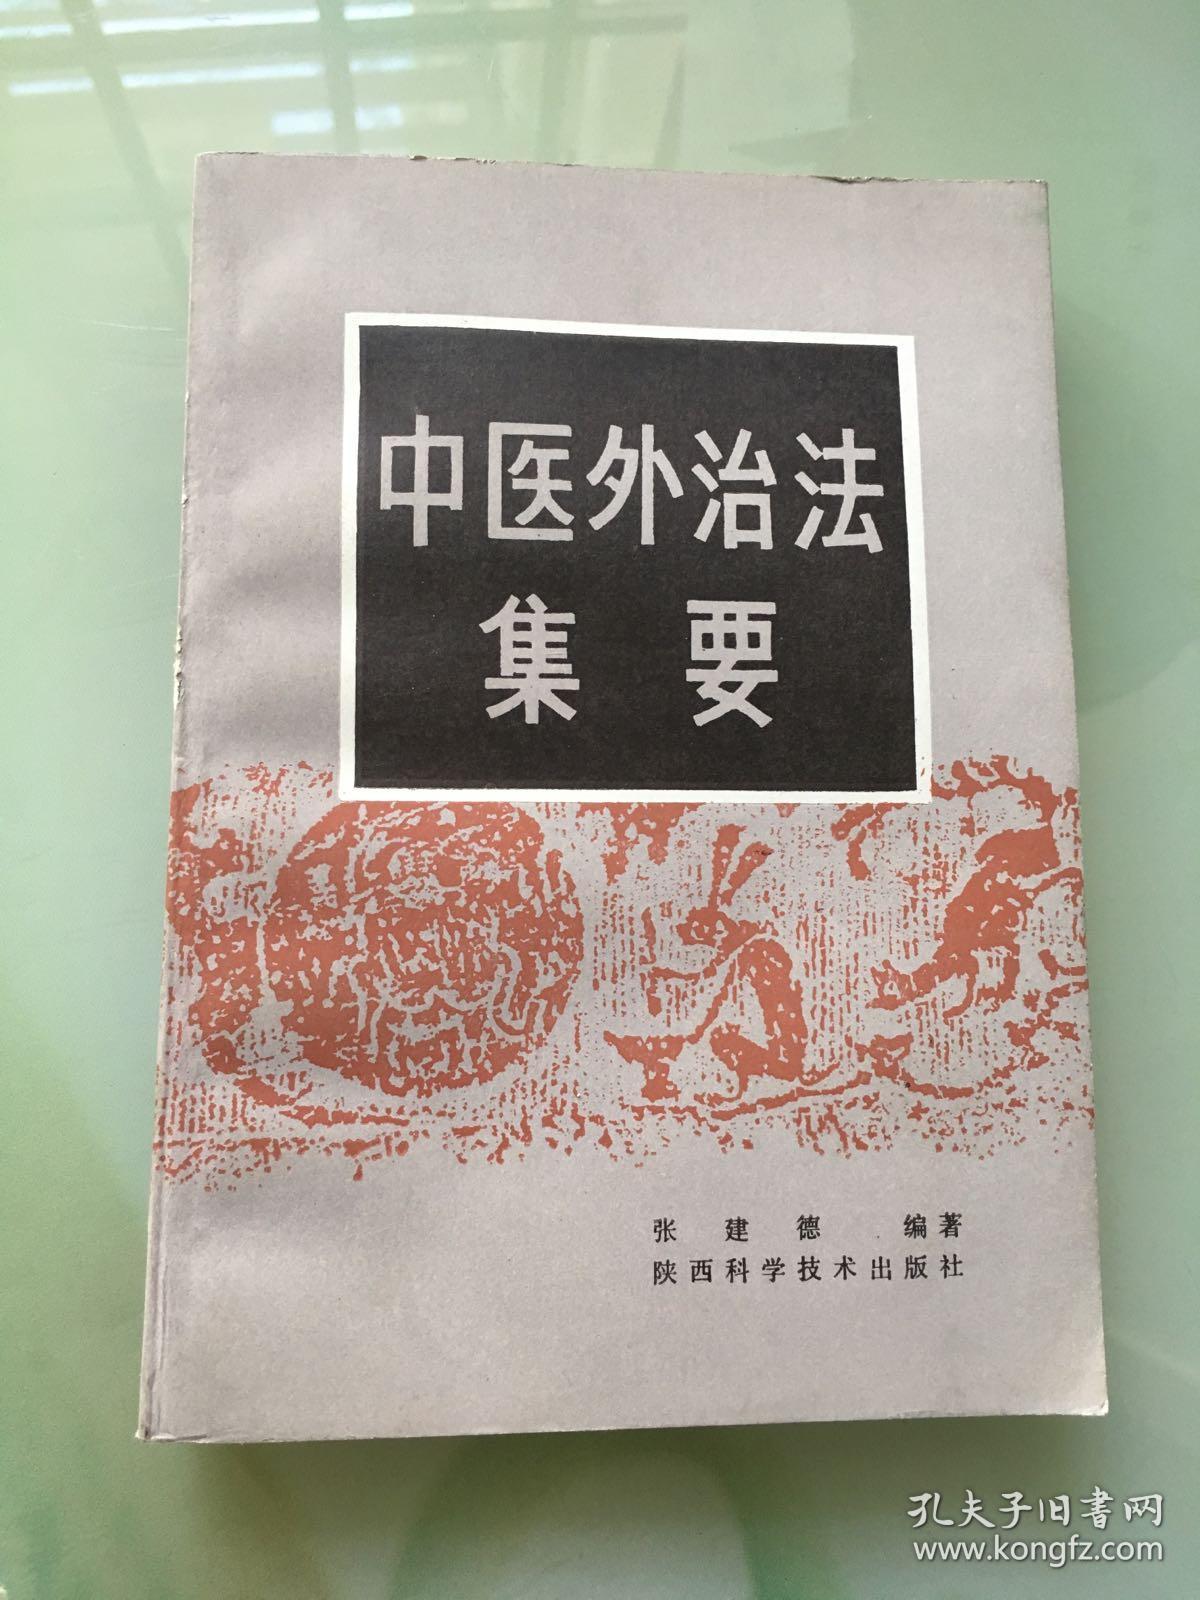 中医外治法
集要
张建德 编著
陕西科学技术出版社
孔夫子旧书网
www.kongfz.com